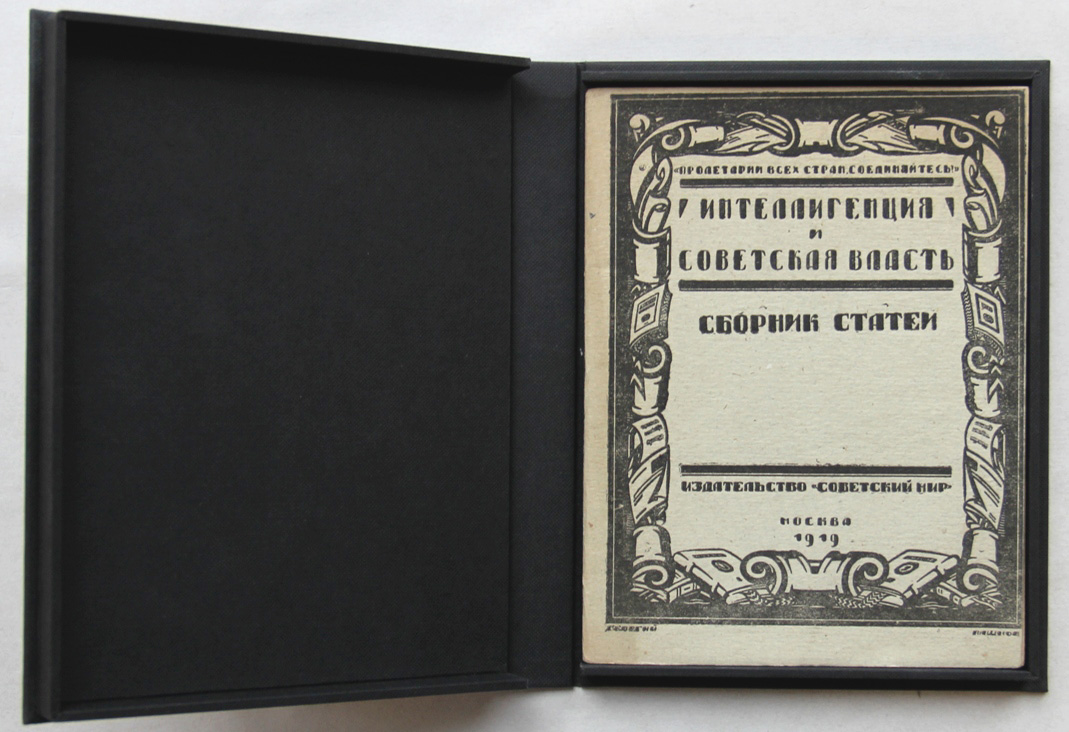 «ПРОЛЕТАРИИ ВСЕХ СТРАН, СОЕДИНЯЙТЕСЬ!»
ИНТЕЛЛИГЕНЦИЯ
И
СОВЕТСКАЯ ВЛАСТЬ
СБОРНИК СТАТЕЙ
ИЗДАТЕЛЬСТВО «СОВЕТСКИЙ МИР»
МОСКВА
1919